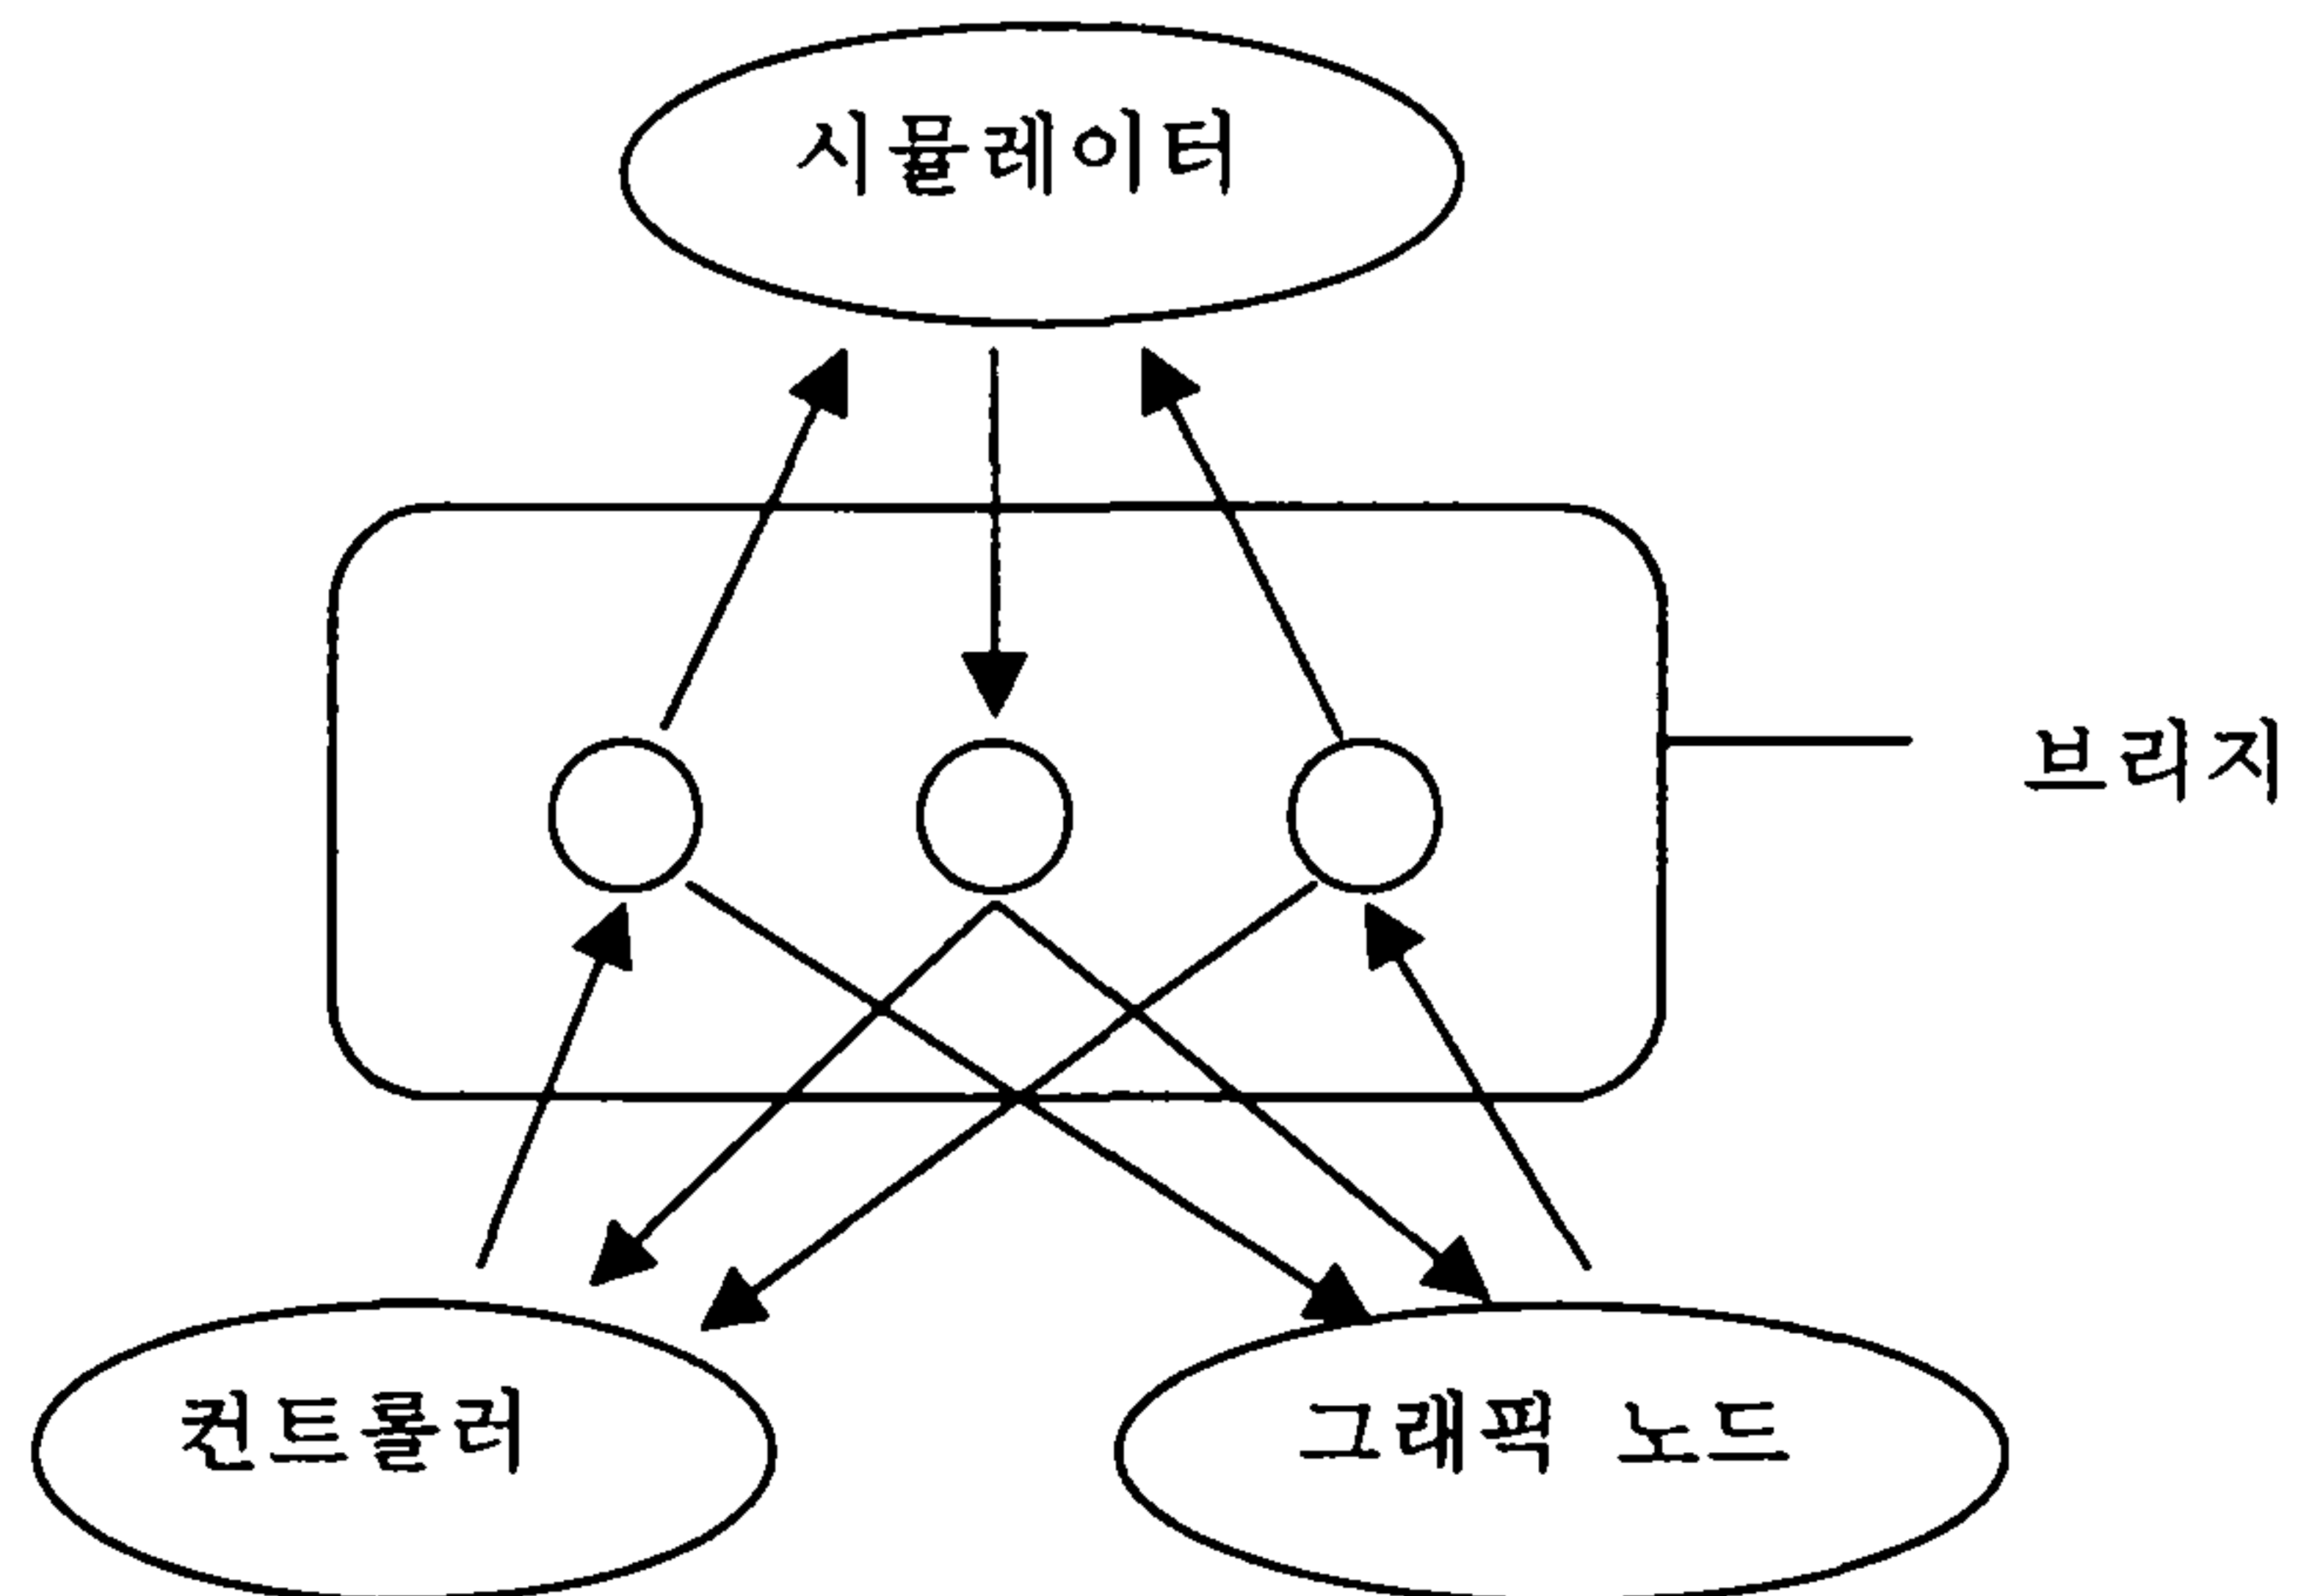 시뮬레이터
브리지
컨트롤러
그래픽 노드